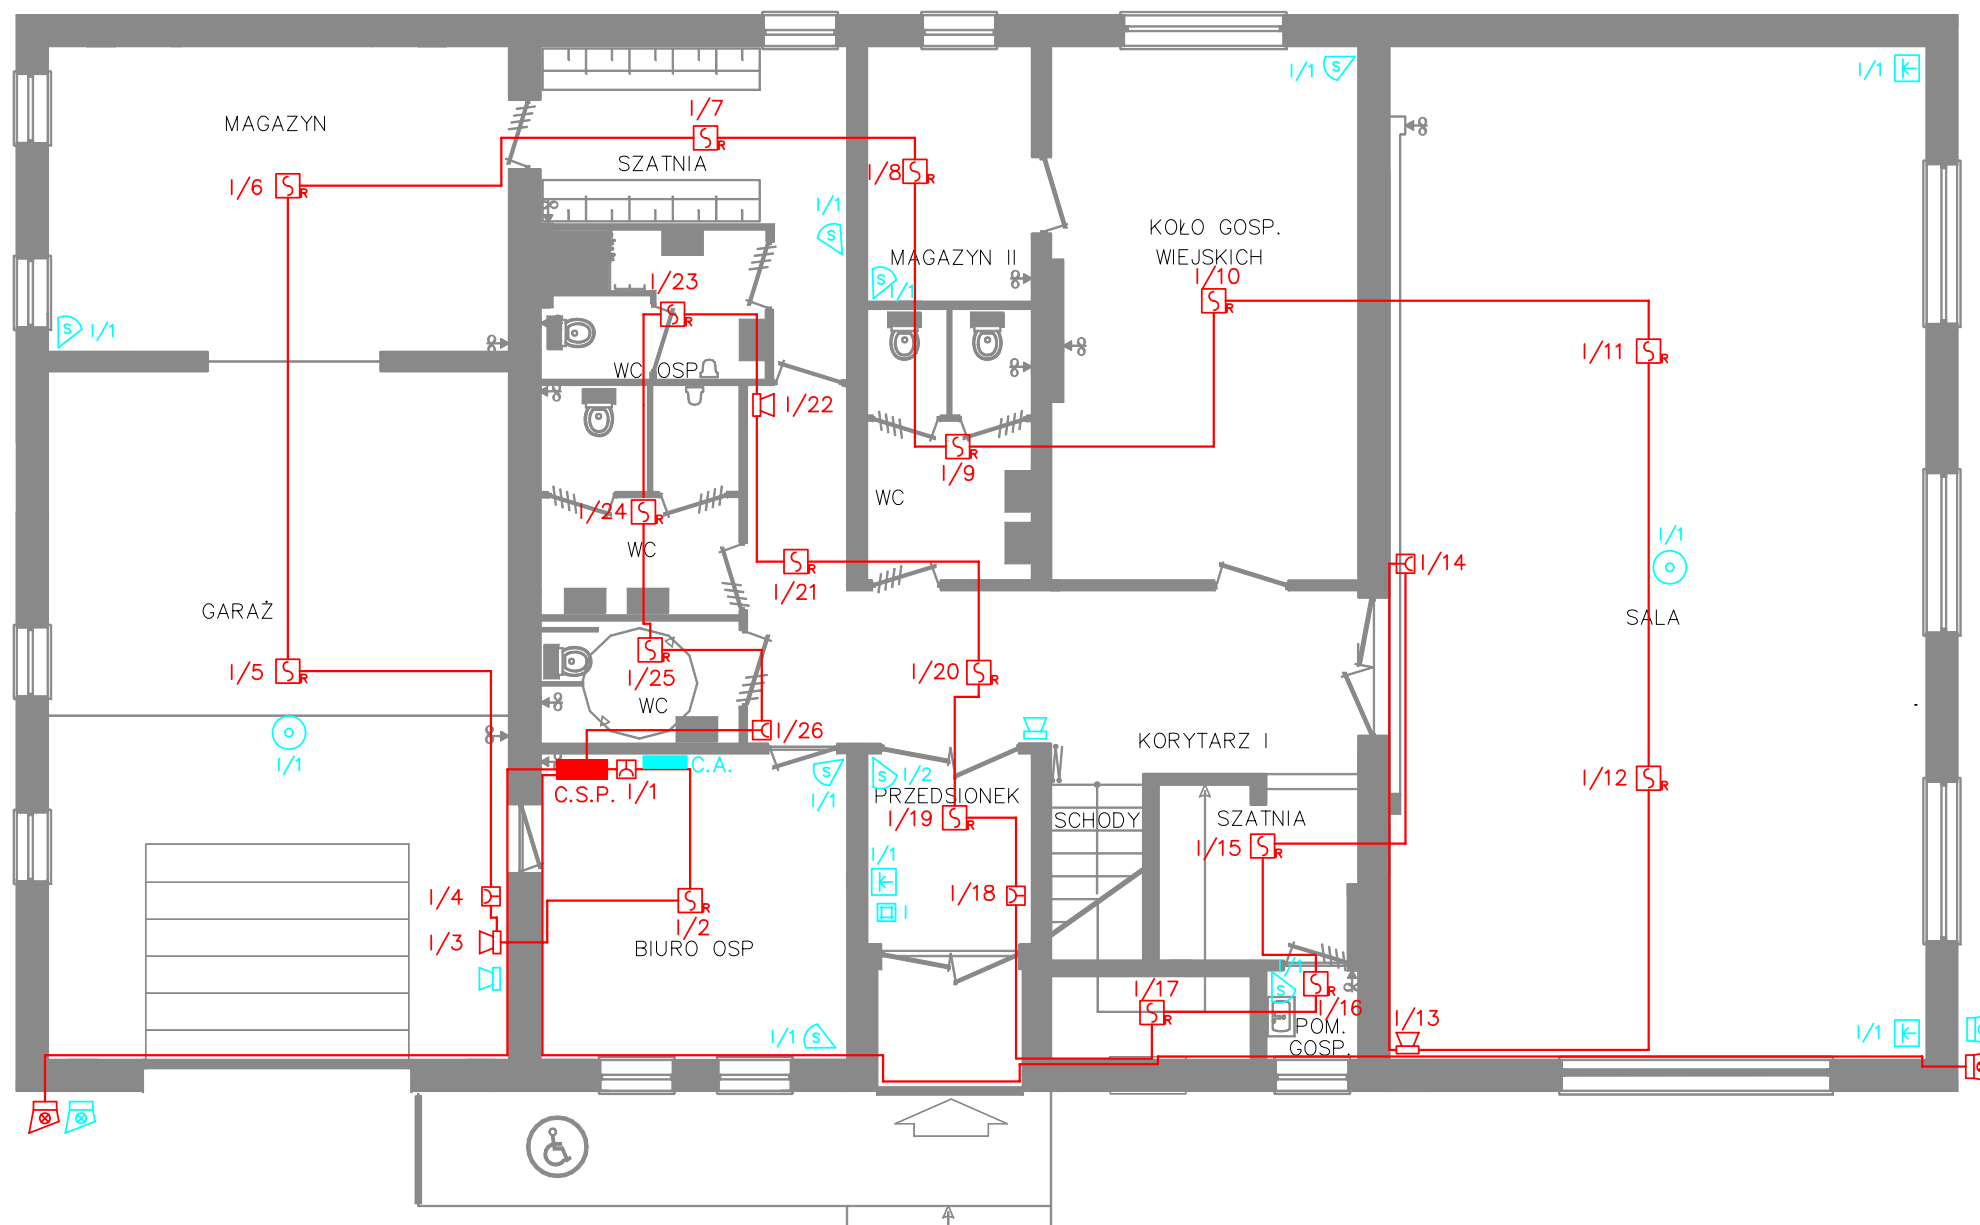 I/1
I/1
I/7
MAGAZYN
SZATNIA
I/8
I/6
I/1
KOŁO GOSP.
WIEJSKICH
MAGAZYN II
I/10
I/23
I/1
S
I/1
I/11
WC OSP
I/22
I/9
WC
I/24
I/1
WC
I/14
I/21
GARAŻ
SALA
I/5
I/25
I/20
WC
I/26
KORYTARZ I
I/1
C.A.
I/2
I/12
C.S.P.
I/1
I/1
PRZEDSIONEK
I/19
SCHODY
SZATNIA
I/15
I/1
I/4
I/18
I/3
I/2
I
BIURO OSP
I/1
I/17
I/16
I/13
I/1
POM.
GOSP.
I/1